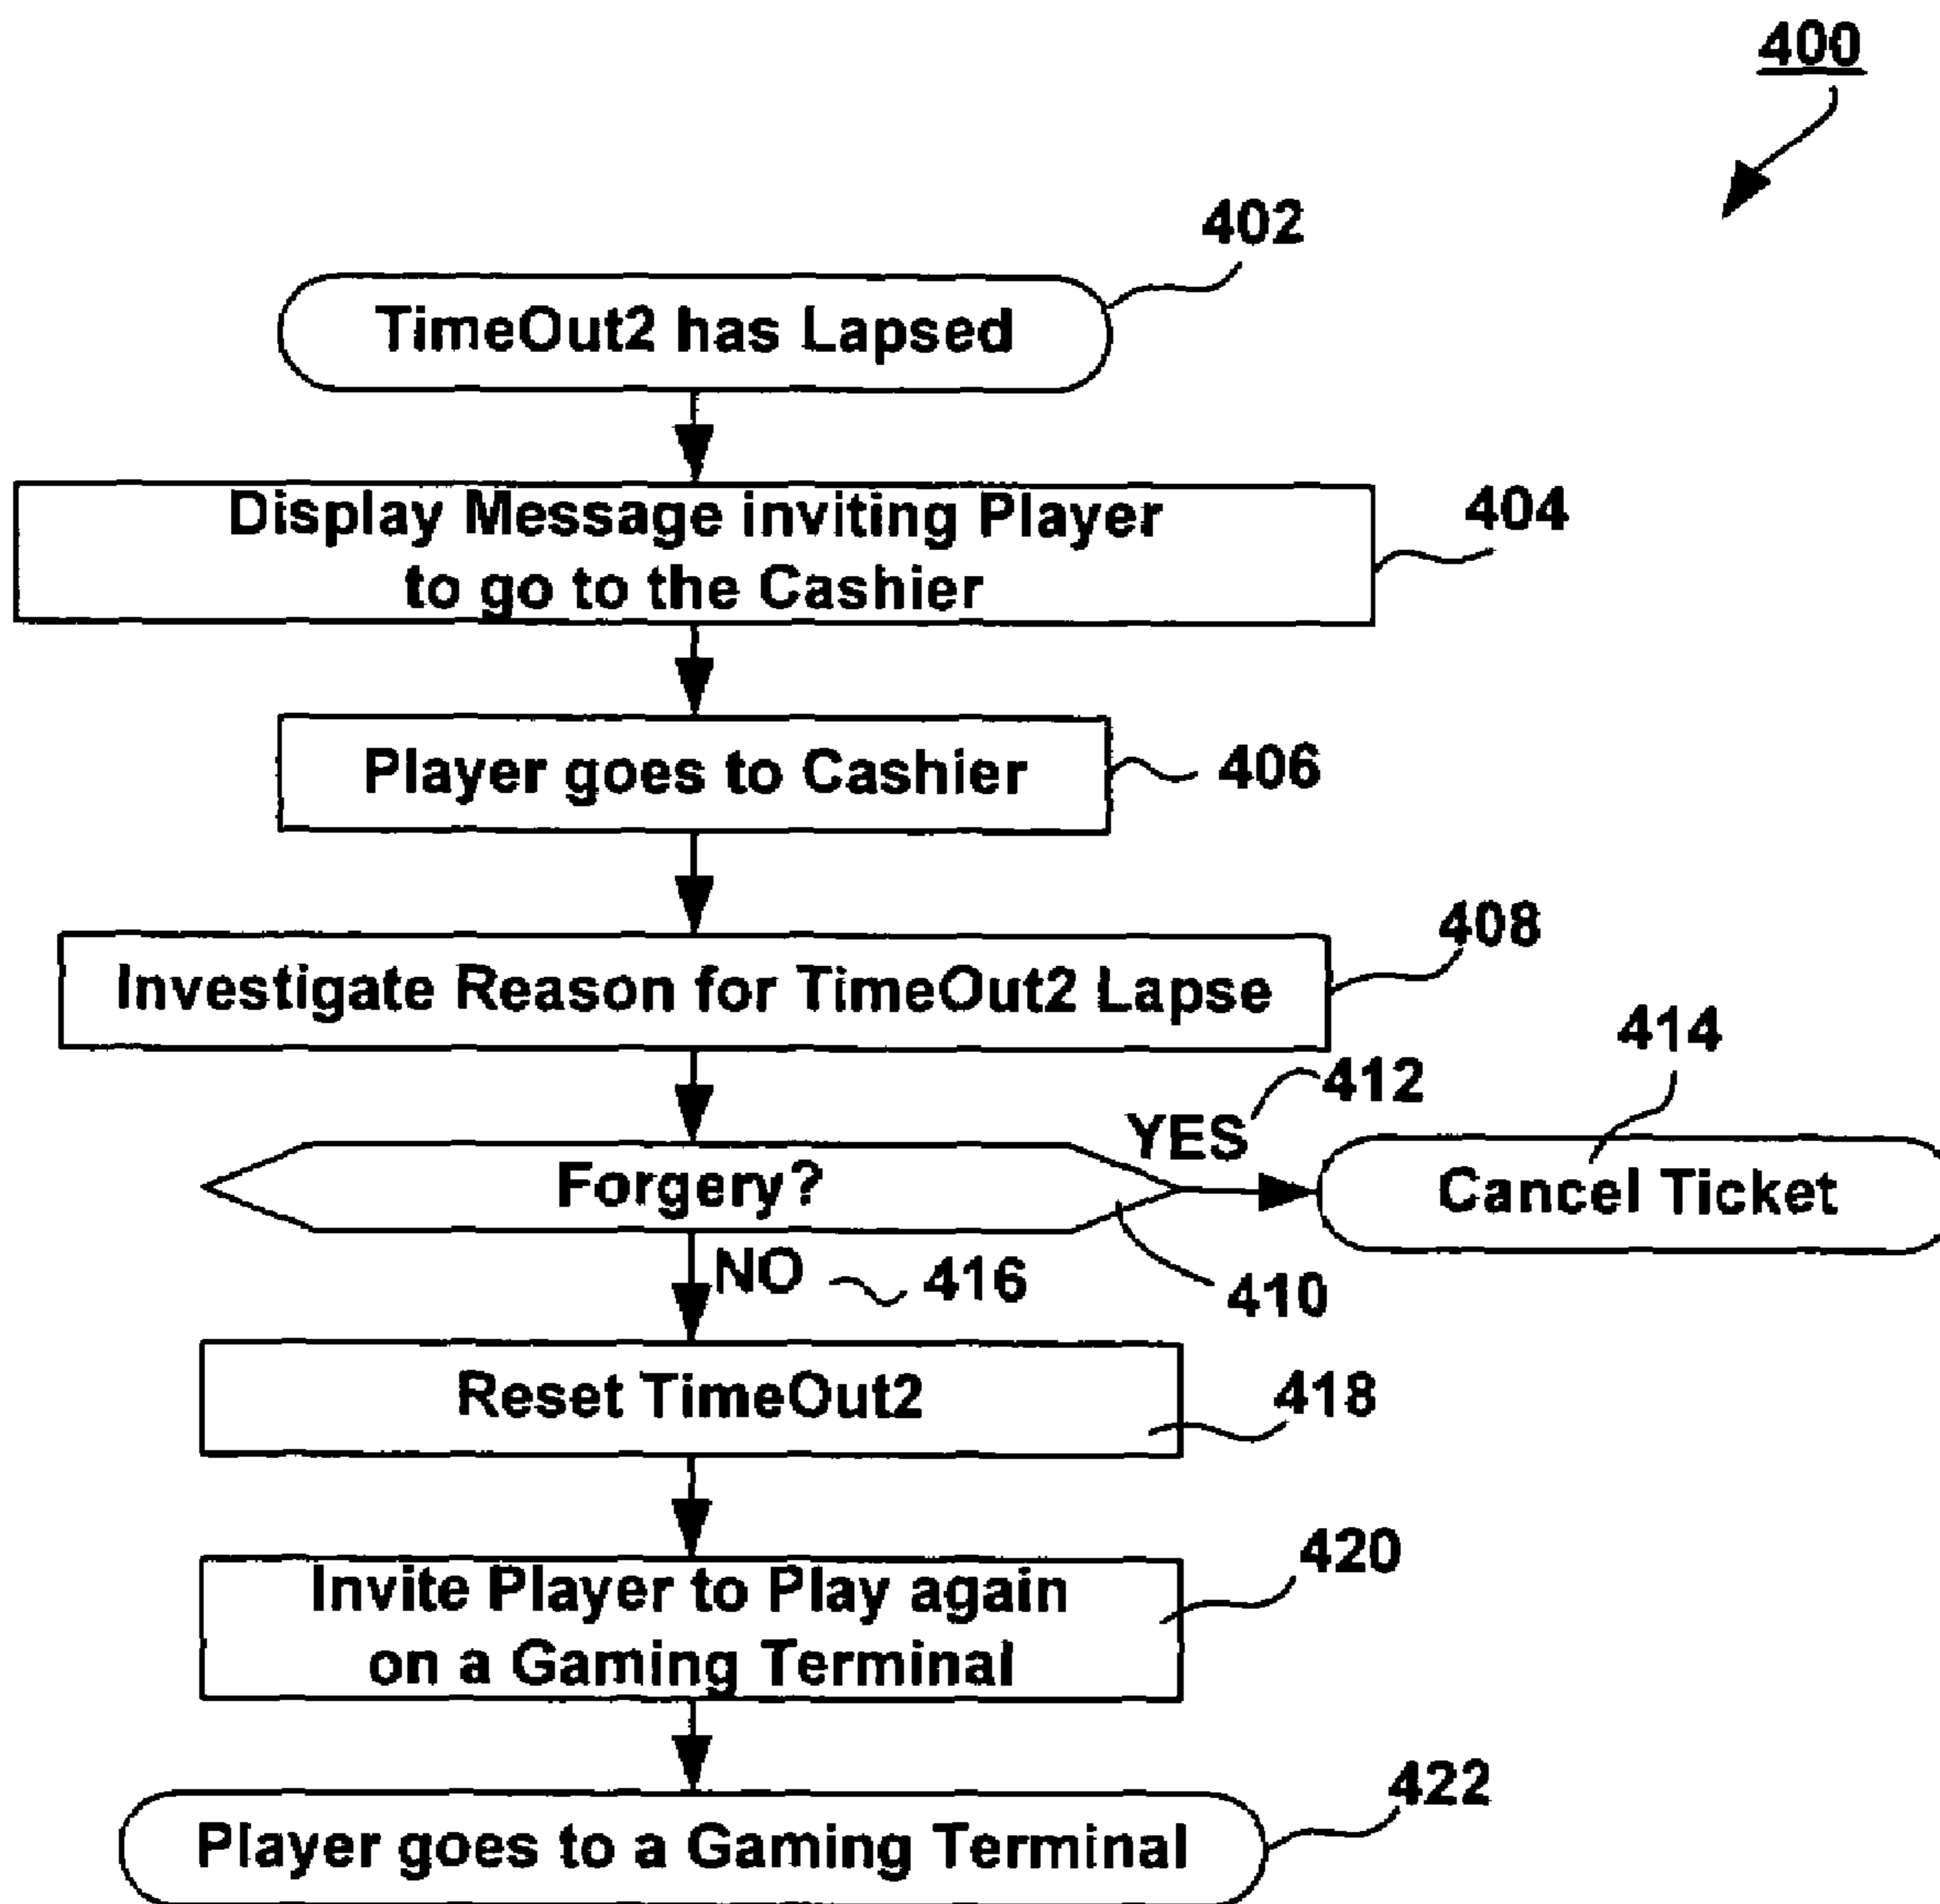 400
402
TimeOut2 has Lapsed
Display Message inviting Player
to go to the Cashier
404
Player goes to Cashier
406
408
Investigate Reason for TimeOut2 Lapse
414
412
YES
Forgery?
Cancel Ticket
NO
416
410
Reset TimeOut2
418
420
Invite Player to Play again
on a Gaming Terminal
422
Player goes to a Gaming Terminal